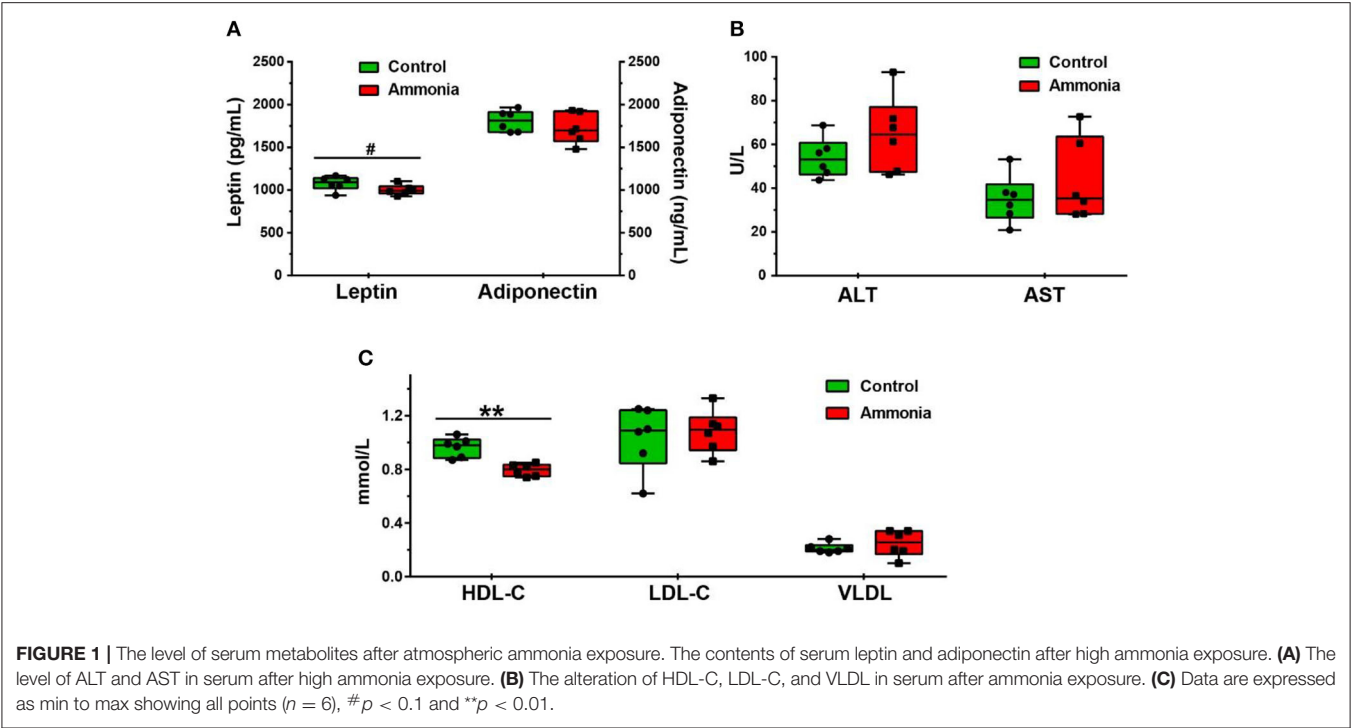 A
2500
2000
1500
1000
500
0
Leptin (pg/mL)
Control
Ammonia
#
2500
2000
1500
1000
500
0
Adiponectin (ng/mL)
Leptin
Adiponectin
B
100
80
60
40
20
0
U/L
Control
Ammonia
ALT
AST
C
1.2
0.8
0.4
0.0
mmol/L
**
Control
Ammonia
HDL-C
LDL-C
VLDL
FIGURE 1 | The level of serum metabolites after atmospheric ammonia exposure. The contents of serum leptin and adiponectin after high ammonia exposure. (A) The
level of ALT and AST in serum after high ammonia exposure. (B) The alteration of HDL-C, LDL-C, and VLDL in serum after ammonia exposure. (C) Data are expressed
as min to max showing all points (n = 6), #p < 0.1 and **p < 0.01.